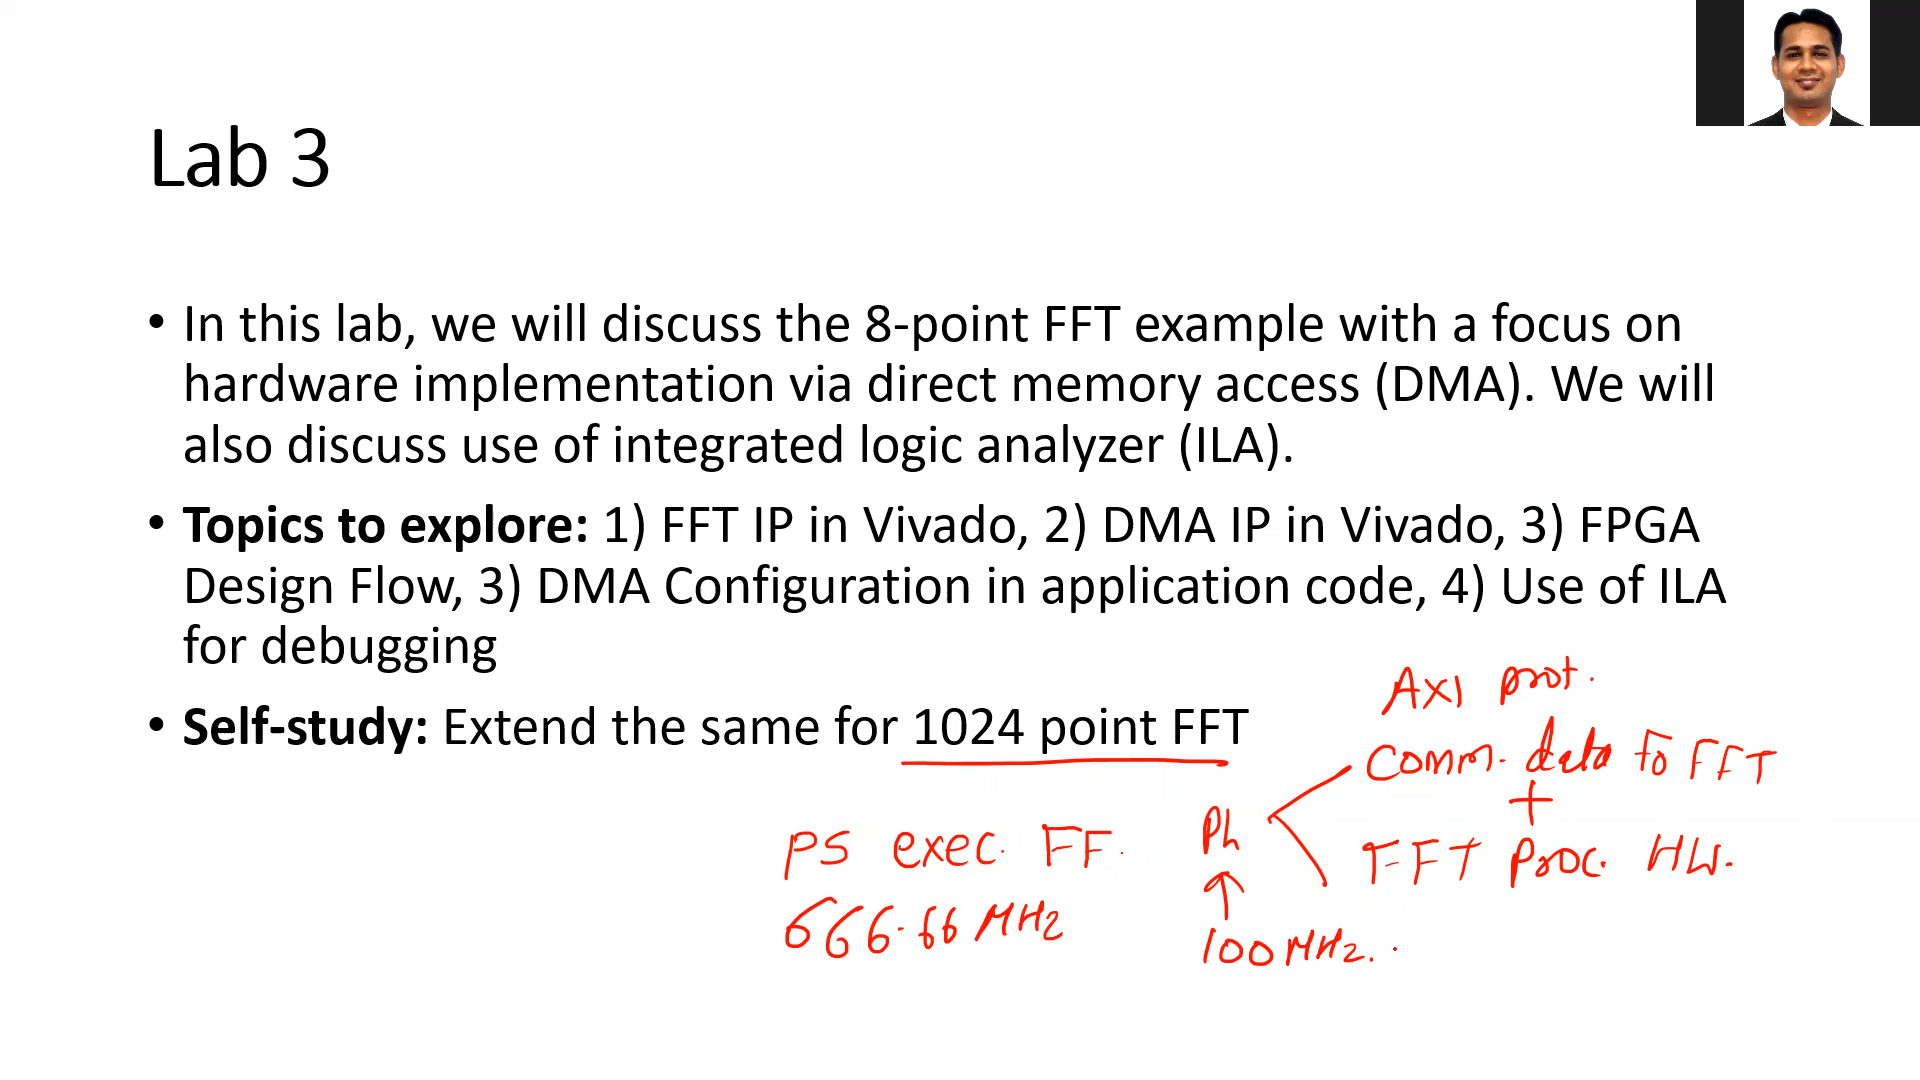 Lab 3
• In this lab, we will discuss the 8-point FFT example with a focus on
hardware implementation via direct memory access (DMA). We will
also discuss use of integrated logic analyzer (ILA).
• Topics to explore: 1) FFT IP in Vivado, 2) DMA IP in Vivado, 3) FPGA
Design Flow, 3) DMA Configuration in application code, 4) Use of ILA
for debugging
• Self-study: Extend the same for 1024 point FFT
AXI prot.
Comm. data to FFT
+
PS exec. FF.
PL
FFT Proc. HW.
666.66 MHz
100 MHz.